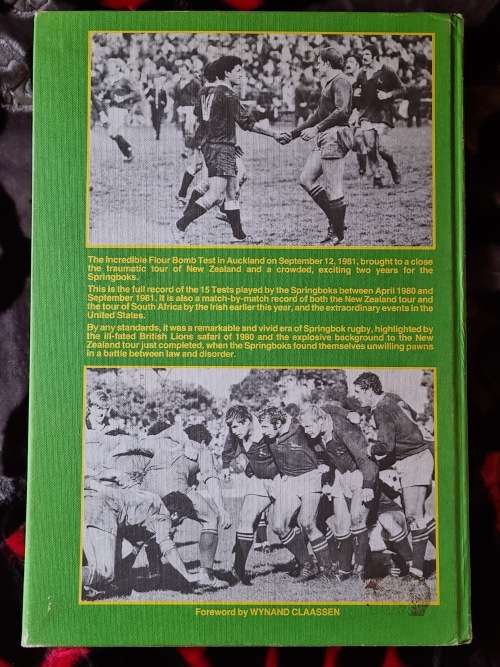 The incredible Flour Bomb Test in Auckland on September 12, 1981, brought to a close
the traumatic tour of New Zealand and a crowded, exciting two years for the
Springboks.
This is the full record of the 15 Tests played by the Springboks between April 1980 and
September 1981. It is also a match-by-match record of both the New Zealand tour and
the tour of South Africa by the Irish earlier this year, and the extraordinary events in the
United States.
By any standards, it was a remarkable and vivid era of Springbok rugby, highlighted by
the ill-fated British Lions safari of 1980 and the explosive background to the New
Zealand tour just completed, when the Springboks found themselves unwilling pawns
in a battle between law and disorder.
Foreword by WYNAND CLAASSEN